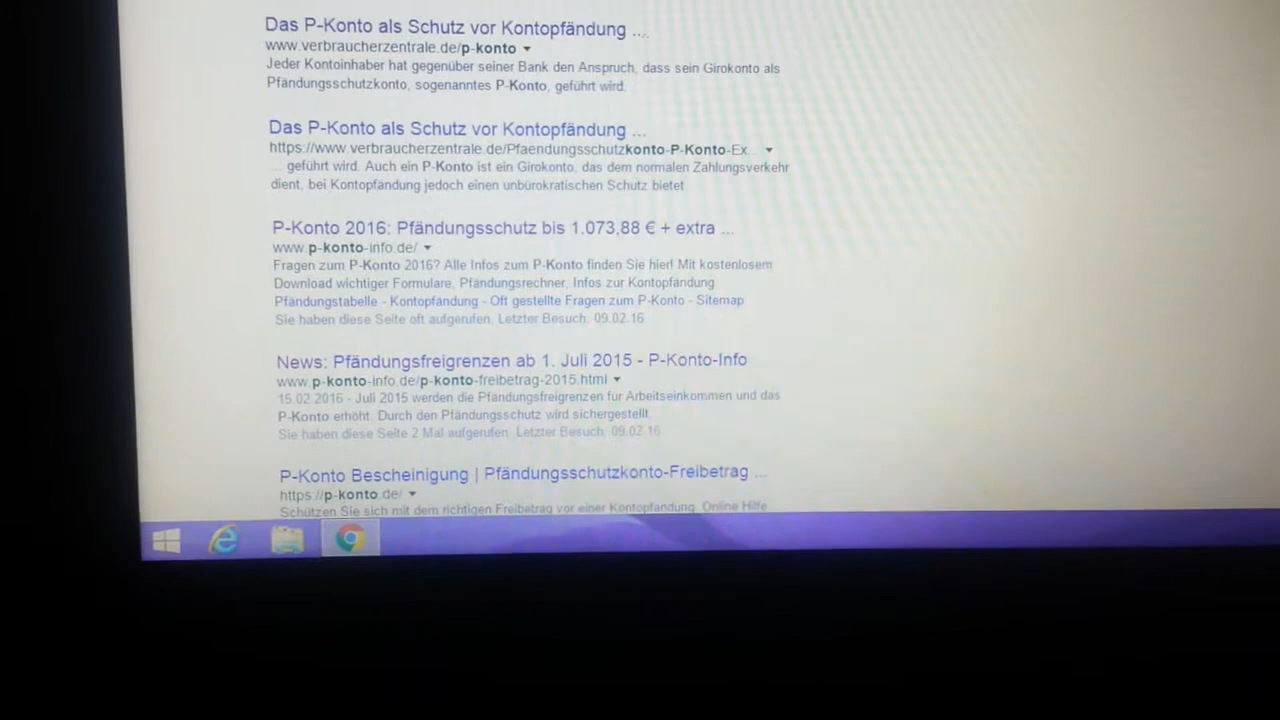 Das P-Konto als Schutz vor Kontopfändung ...
www.verbraucherzentrale.de/p-konto
Jeder Kontoinhaber hat gegenüber seiner Bank den Anspruch, dass sein Girokonto als
Pfändungsschutzkonto, sogenanntes P-Konto, geführt wird.
Das P-Konto als Schutz vor Kontopfändung ...
https://www.verbraucherzentrale.de/Pfaendungsschutzkonto-P-Konto-Ex...
... geführt wird. Auch ein P-Konto ist ein Girokonto, das dem normalen Zahlungsverkehr
dient, bei Kontopfändung jedoch einen unbürokratischen Schutz bietet
P-Konto 2016: Pfändungsschutz bis 1.073,88 € + extra ...
www.p-konto-info.de/
Fragen zum P-Konto 2016? Alle Infos zum P-Konto finden Sie hier! Mit kostenlosem
Download wichtiger Formulare, Pfändungsrechner, Infos zur Kontopfändung
Pfändungstabelle - Kontopfändung - Oft gestellte Fragen zum P-Konto - Sitemap
Sie haben diese Seite oft aufgerufen. Letzter Besuch: 09.02.16
News: Pfändungsfreigrenzen ab 1. Juli 2015 - P-Konto-Info
www.p-konto-info.de/p-konto-freibetrag-2015.html
15.02.2016 - Juli 2015 werden die Pfändungsfreigrenzen für Arbeitseinkommen und das
P-Konto erhöht. Durch den Pfändungsschutz wird sichergestellt,
Sie haben diese Seite 2 Mal aufgerufen. Letzter Besuch: 09.02.16
P-Konto Bescheinigung | Pfändungsschutzkonto-Freibetrag ...
https://p-konto.de/
Schützen Sie sich mit dem richtigen Freibetrag vor einer Kontopfändung. Online Hilfe